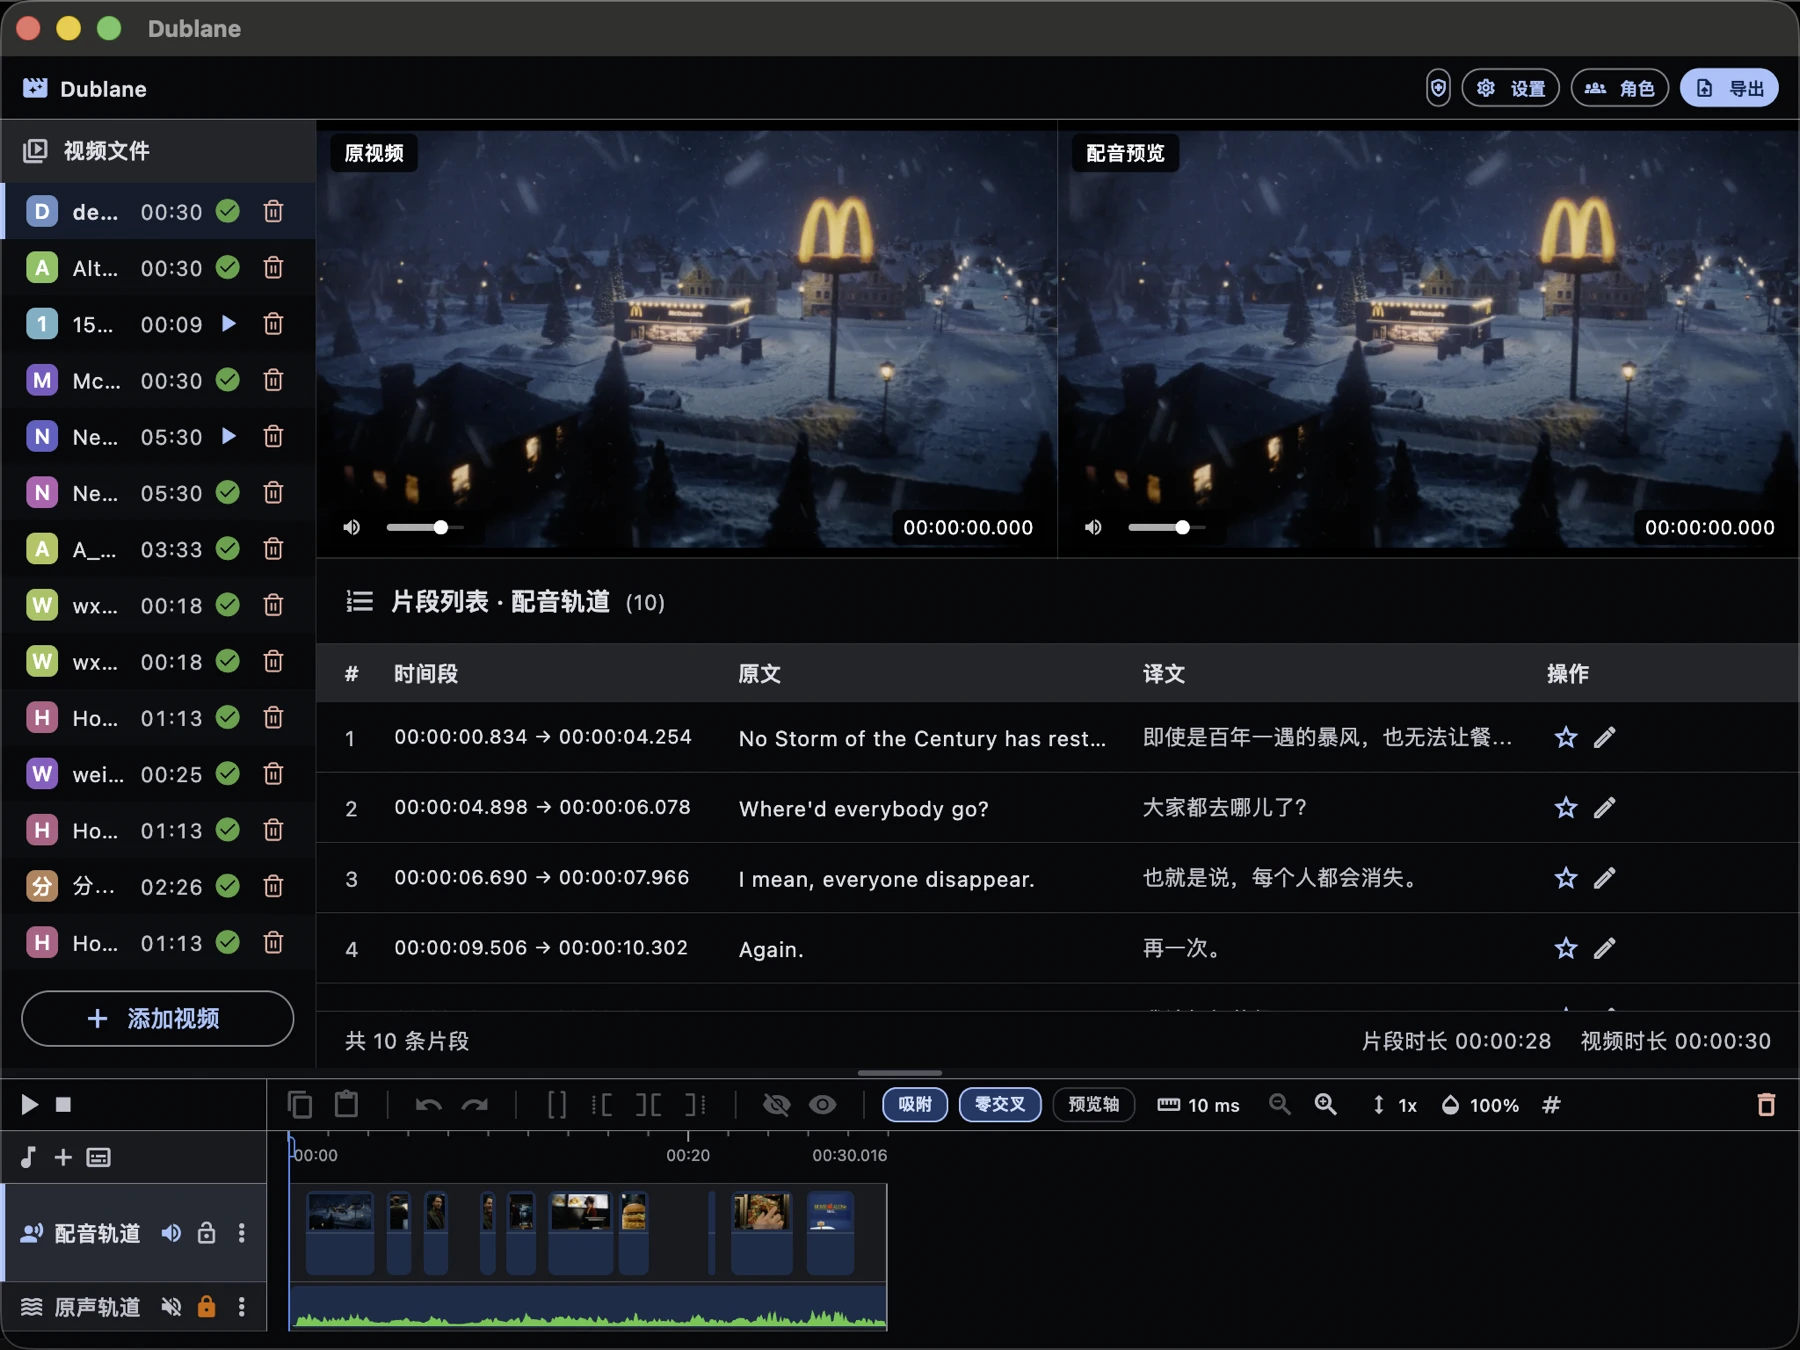 Dublane
Dublane
设置
角色
导出
视频文件
D de... 00:30
A Alt... 00:30
1 15... 00:09
M Mc... 00:30
N Ne... 05:30
N Ne... 05:30
A A_... 03:33
W wx... 00:18
W wx... 00:18
H Ho... 01:13
W wei... 00:25
H Ho... 01:13
分 分... 02:26
H Ho... 01:13
添加视频
原视频
McDonald's
00:00:00.000
配音预览
McDonald's
00:00:00.000
片段列表 · 配音轨道 (10)
# 时间段 原文 译文 操作
1 00:00:00.834 → 00:00:04.254 No Storm of the Century has rest... 即使是百年一遇的暴风，也无法让餐...
2 00:00:04.898 → 00:00:06.078 Where'd everybody go? 大家都去哪儿了?
3 00:00:06.690 → 00:00:07.966 I mean, everyone disappear. 也就是说，每个人都会消失。
4 00:00:09.506 → 00:00:10.302 Again. 再一次。
共 10 条片段
片段时长 00:00:28 视频时长 00:00:30
吸附 零交叉 预览轴 10 ms 1x 100% #
00:00 00:20 00:30.016
配音轨道
原声轨道